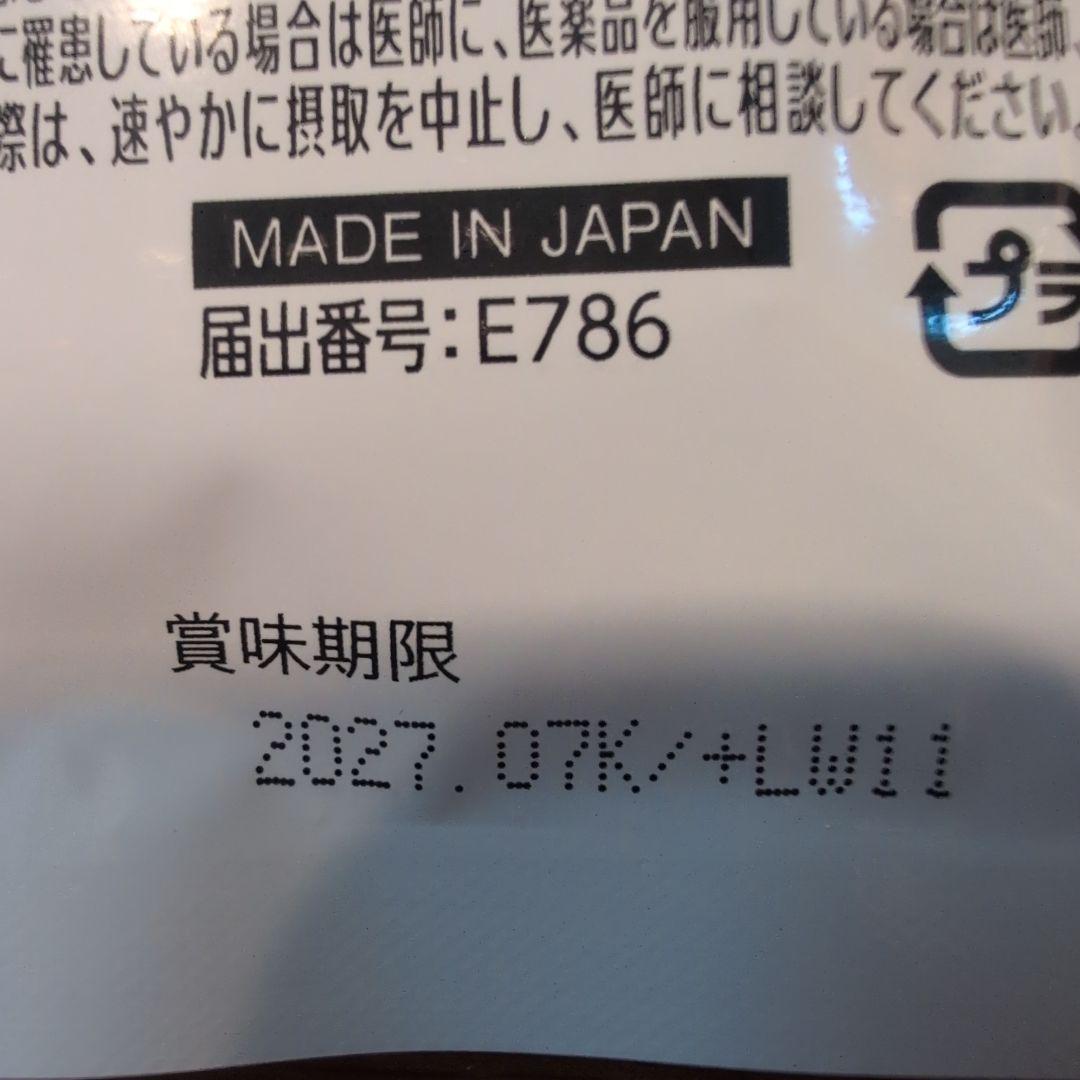 に罹患している場合は医師に、医薬品を服用している場合は医師、
際は、速やかに摂取を中止し、医師に相談してください。
MADE IN JAPAN
プラ
届出番号：E786
賞味期限
2027.07K/+LW11